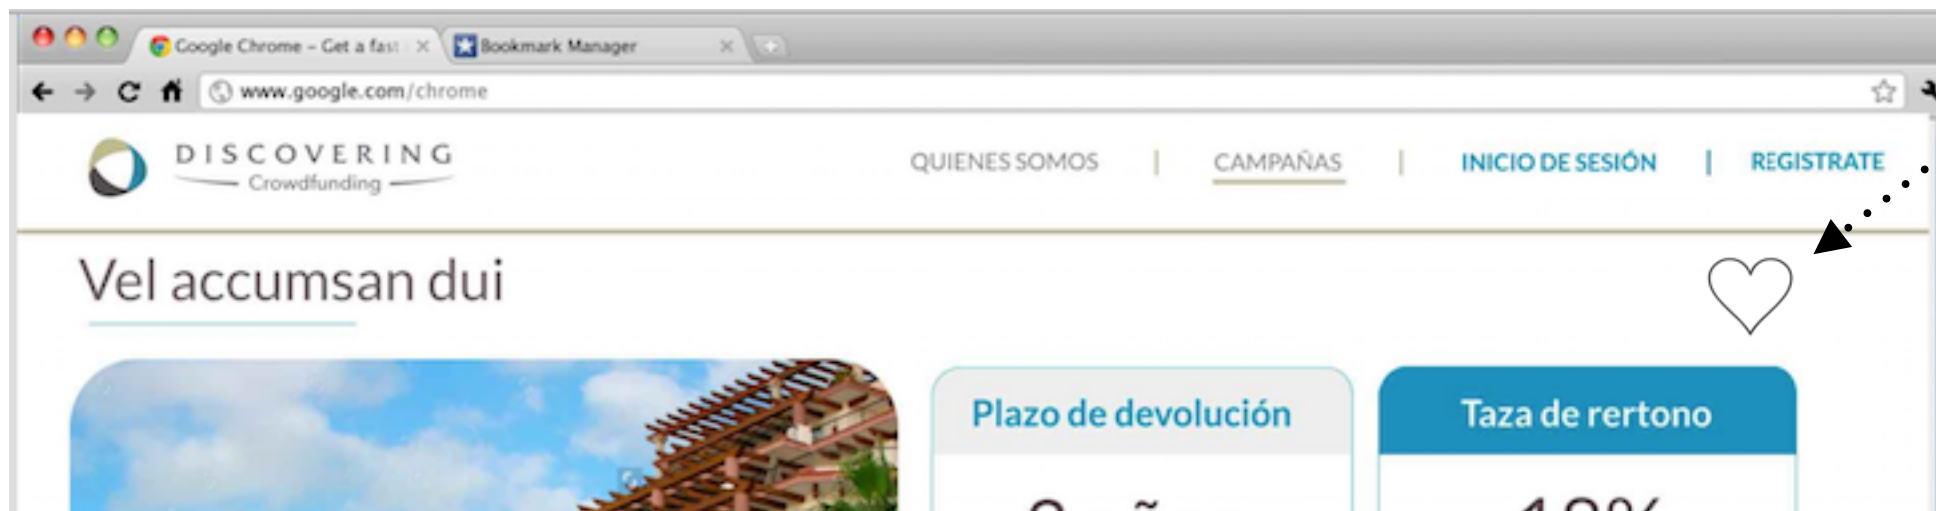 Google Chrome – Get a fast
Bookmark Manager
www.google.com/chrome
DISCOVERING
Crowdfunding
QUIENES SOMOS | CAMPAÑAS | INICIO DE SESIÓN | REGISTRATE
Vel accumsan dui
Plazo de devolución
Taza de rertono